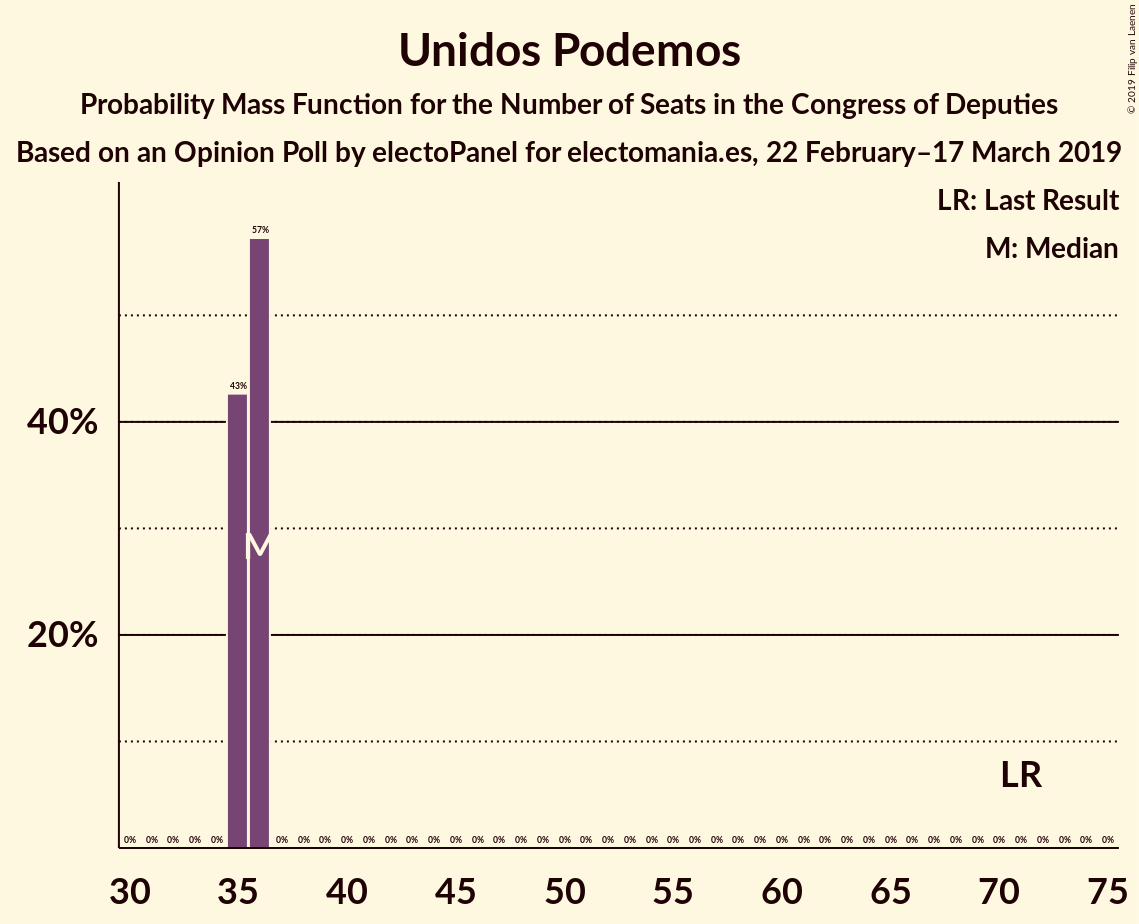 Unidos Podemos
Probability Mass Function for the Number of Seats in the Congress of Deputies
Based on an Opinion Poll by electoPanel for electomania.es, 22 February–17 March 2019
© 2019 Filip van Laenen
LR: Last Result
M: Median
57%
43%
40%
M
20%
LR
0% 0% 0% 0% 0% 0% 0% 0% 0% 0% 0% 0% 0% 0% 0% 0% 0% 0% 0% 0% 0% 0% 0% 0% 0% 0% 0% 0% 0% 0% 0% 0% 0% 0% 0% 0% 0% 0% 0% 0% 0% 0% 0% 0%
30 35 40 45 50 55 60 65 70 75